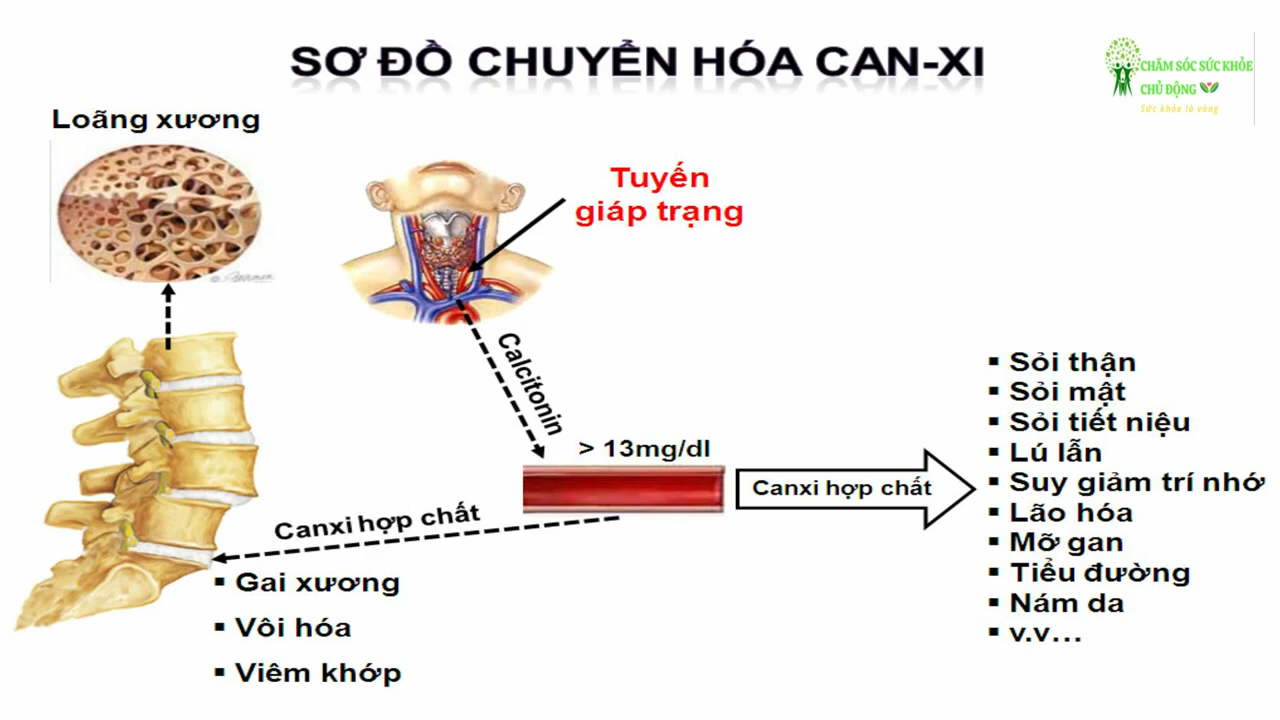 SƠ ĐỒ CHUYỂN HÓA CAN-XI
CHĂM SÓC SỨC KHỎE
CHỦ ĐỘNG
Sức khỏe là vàng
Loãng xương
Tuyến
giáp trạng
Calcitonin
> 13mg/dl
Canxi hợp chất
Canxi hợp chất
▪ Gai xương
▪ Vôi hóa
▪ Viêm khớp
▪ Sỏi thận
▪ Sỏi mật
▪ Sỏi tiết niệu
▪ Lú lẫn
▪ Suy giảm trí nhớ
▪ Lão hóa
▪ Mỡ gan
▪ Tiểu đường
▪ Nám da
▪ v.v...